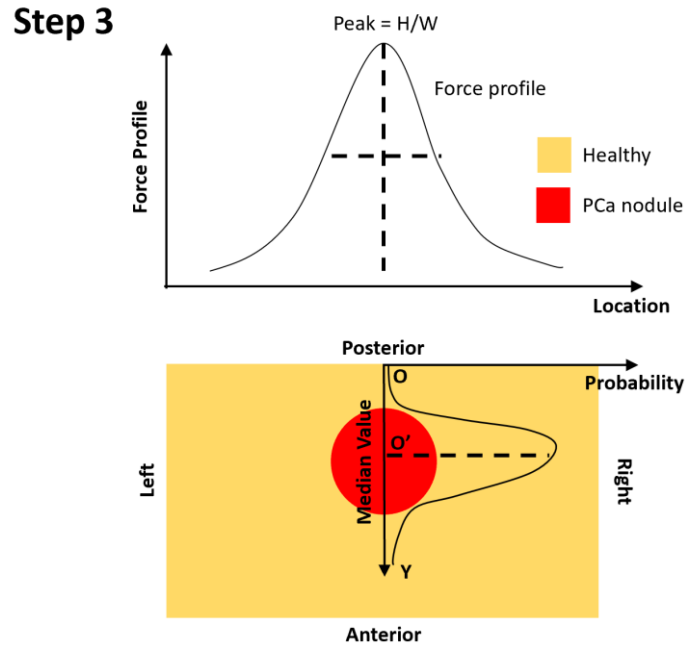 Step 3
Peak = H/W
Force profile
Force Profile
Healthy
PCa nodule
Location
Posterior
O
Probability
Median Value
O’
Left
Right
Y
Anterior